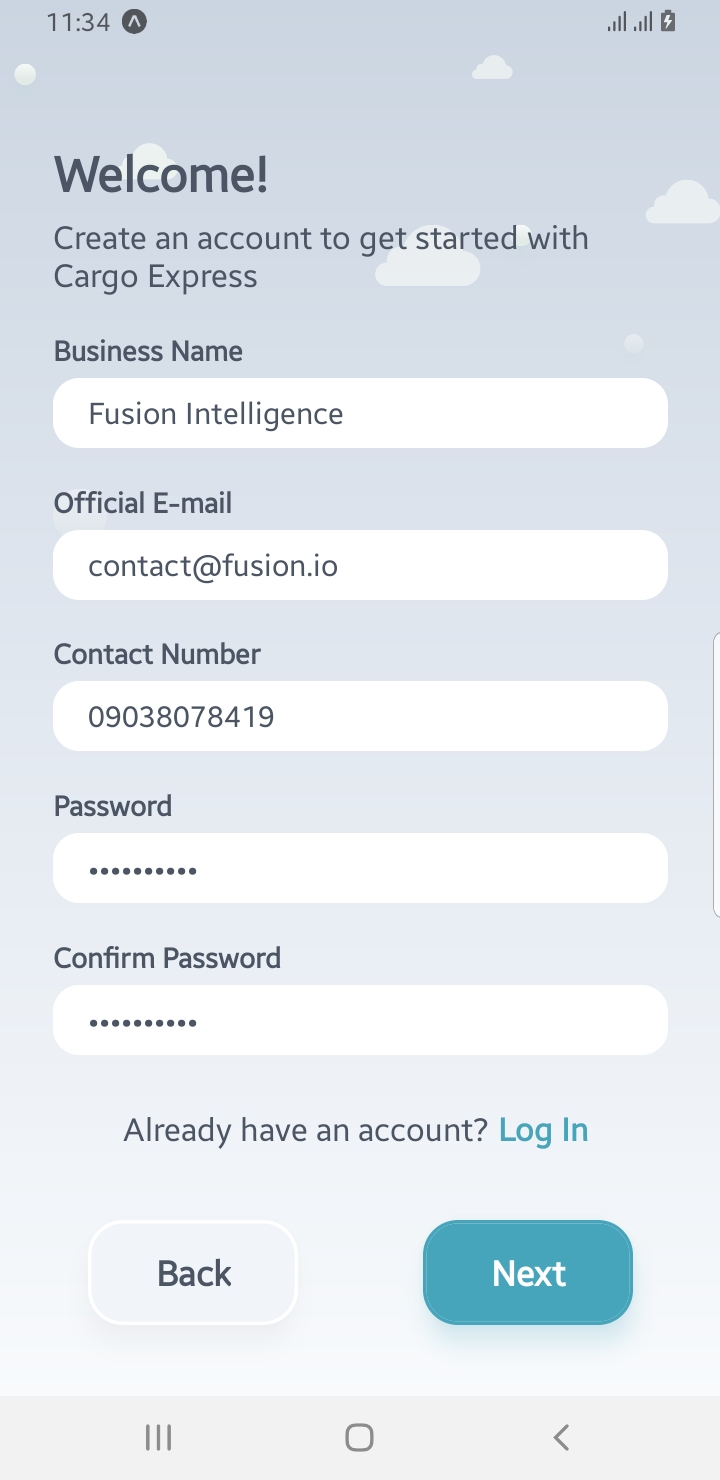 11:34
Welcome!
Create an account to get started with
Cargo Express
Business Name
Fusion Intelligence
Official E-mail
contact@fusion.io
Contact Number
09038078419
Password
••••••••••
Confirm Password
••••••••••
Already have an account? Log In
Back
Next